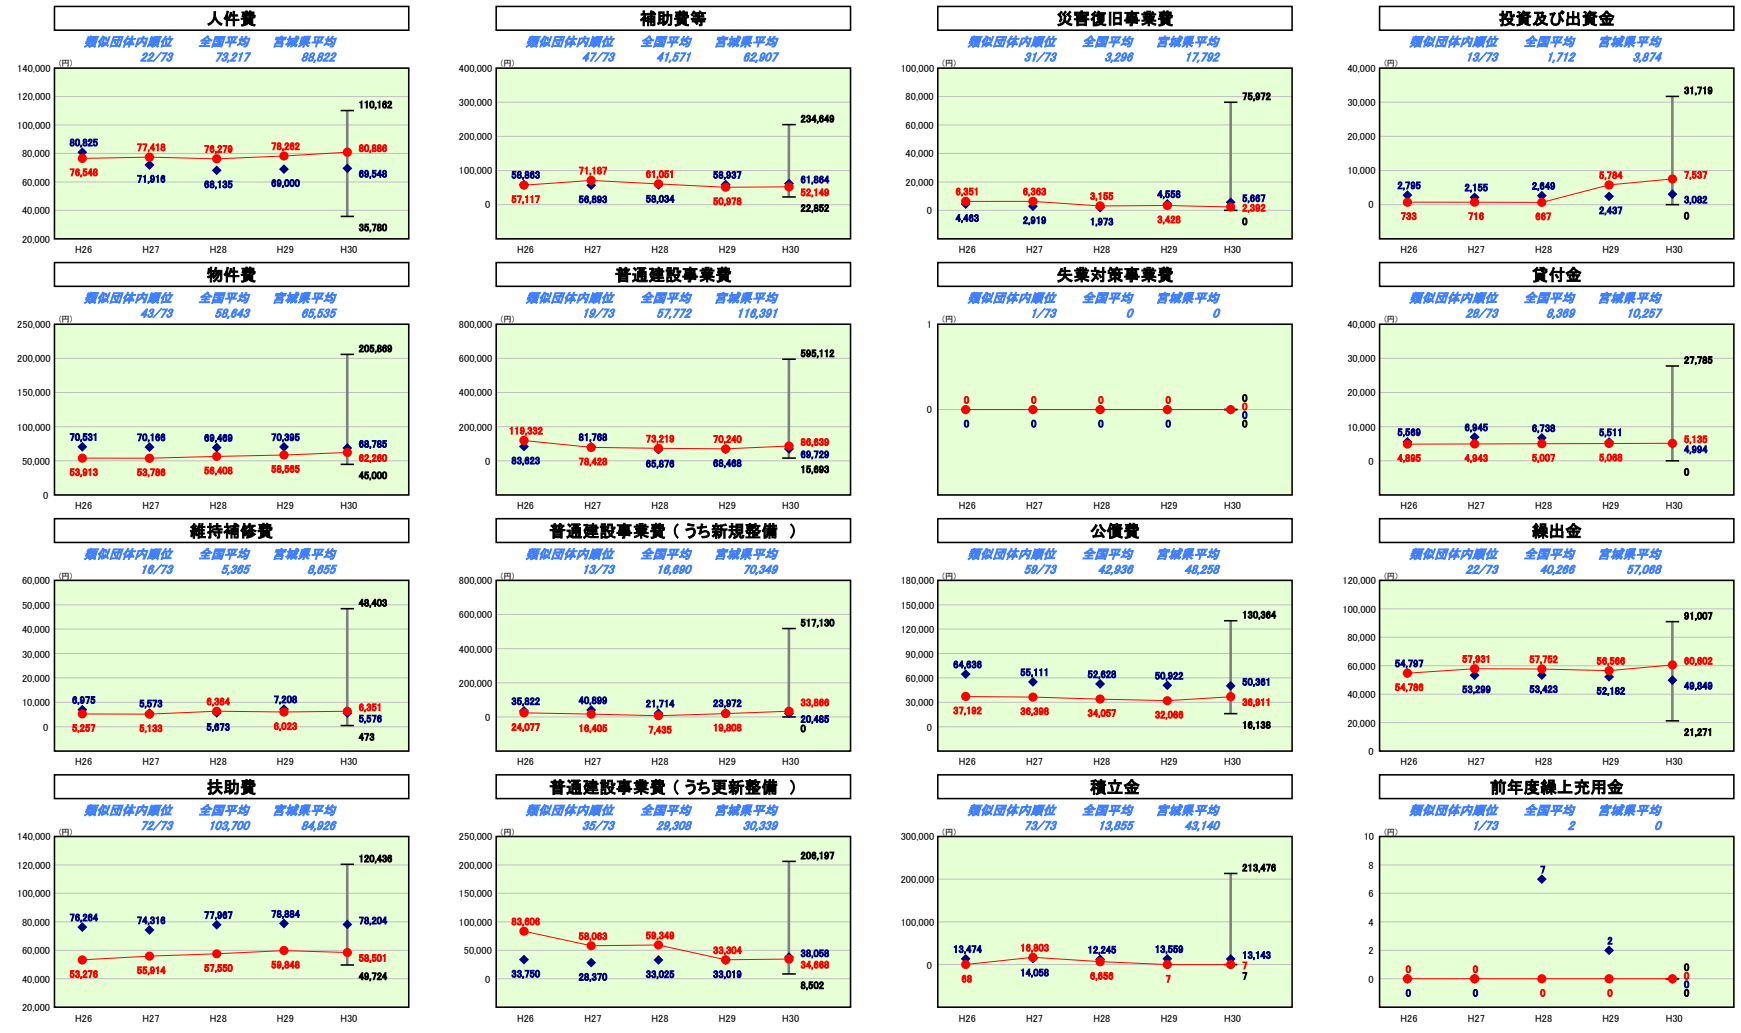 人件費
類似団体内順位 全国平均 宮城県平均
22/73 73,217 88,822
(円)
140,000
120,000
100,000
80,000
60,000
40,000
20,000
110,162
80,825 77,418 76,279 78,262 80,886
76,548 71,916 68,135 69,000 69,548
35,780
H26 H27 H28 H29 H30
補助費等
類似団体内順位 全国平均 宮城県平均
47/73 41,571 62,907
(円)
400,000
300,000
200,000
100,000
0
234,649
58,863 71,187 61,051 58,937 61,864
57,117 56,893 58,034 50,978 52,149
22,852
H26 H27 H28 H29 H30
災害復旧事業費
類似団体内順位 全国平均 宮城県平均
31/73 3,296 17,792
(円)
100,000
80,000
60,000
40,000
20,000
0
75,972
6,351 6,363 3,155 4,558 5,667
4,463 2,919 1,973 3,428 2,392
0
H26 H27 H28 H29 H30
投資及び出資金
類似団体内順位 全国平均 宮城県平均
13/73 1,712 3,874
(円)
40,000
30,000
20,000
10,000
0
31,719
2,795 2,155 2,649 5,784 7,537
733 716 667 2,437 3,082
0
H26 H27 H28 H29 H30
物件費
類似団体内順位 全国平均 宮城県平均
43/73 58,643 65,535
(円)
250,000
200,000
150,000
100,000
50,000
0
205,869
70,531 70,166 69,469 70,395 68,785
53,913 53,786 56,408 58,565 62,260
45,000
H26 H27 H28 H29 H30
普通建設事業費
類似団体内順位 全国平均 宮城県平均
19/73 57,772 116,391
(円)
800,000
600,000
400,000
200,000
0
595,112
119,332 81,768 73,219 70,240 86,639
83,623 78,428 65,876 68,468 69,729
15,693
H26 H27 H28 H29 H30
失業対策事業費
類似団体内順位 全国平均 宮城県平均
1/73 0 0
(円)
1
0
0
0 0 0 0 0
0 0 0 0 0
0
H26 H27 H28 H29 H30
貸付金
類似団体内順位 全国平均 宮城県平均
28/73 8,369 10,257
(円)
40,000
30,000
20,000
10,000
0
27,785
5,569 6,945 6,738 5,511 5,135
4,895 4,943 5,007 5,068 4,994
0
H26 H27 H28 H29 H30
維持補修費
類似団体内順位 全国平均 宮城県平均
16/73 5,365 8,655
(円)
60,000
50,000
40,000
30,000
20,000
10,000
0
48,403
6,975 5,573 6,364 7,208 6,351
5,257 5,133 5,673 6,023 5,576
473
H26 H27 H28 H29 H30
普通建設事業費（うち新規整備　）
類似団体内順位 全国平均 宮城県平均
13/73 16,690 70,349
(円)
800,000
600,000
400,000
200,000
0
517,130
35,822 40,899 21,714 23,972 33,866
24,077 16,405 7,435 19,808 20,485
0
H26 H27 H28 H29 H30
公債費
類似団体内順位 全国平均 宮城県平均
59/73 42,936 48,258
(円)
180,000
150,000
120,000
90,000
60,000
30,000
0
130,364
64,636 55,111 52,628 50,922 50,361
37,192 36,398 34,057 32,066 36,911
16,138
H26 H27 H28 H29 H30
繰出金
類似団体内順位 全国平均 宮城県平均
22/73 40,266 57,068
(円)
120,000
100,000
80,000
60,000
40,000
20,000
0
91,007
54,797 57,931 57,752 56,566 60,602
54,786 53,299 53,423 52,182 49,849
21,271
H26 H27 H28 H29 H30
扶助費
類似団体内順位 全国平均 宮城県平均
72/73 103,700 84,926
(円)
140,000
120,000
100,000
80,000
60,000
40,000
20,000
120,436
76,264 74,316 77,967 78,884 78,204
53,276 55,914 57,550 59,848 58,501
49,724
H26 H27 H28 H29 H30
普通建設事業費（うち更新整備　）
類似団体内順位 全国平均 宮城県平均
35/73 29,308 30,339
(円)
250,000
200,000
150,000
100,000
50,000
0
206,197
83,606 58,063 59,349 33,304 38,058
33,750 28,370 33,025 33,019 34,668
8,502
H26 H27 H28 H29 H30
積立金
類似団体内順位 全国平均 宮城県平均
73/73 13,855 43,140
(円)
300,000
200,000
100,000
0
213,476
13,474 16,803 12,245 13,559 13,143
68 14,058 6,656 7 7
7
H26 H27 H28 H29 H30
前年度繰上充用金
類似団体内順位 全国平均 宮城県平均
1/73 2 0
(円)
10
8
6
4
2
0
7
2
0 0 0
0 0 0 0 0
0
0
H26 H27 H28 H29 H30